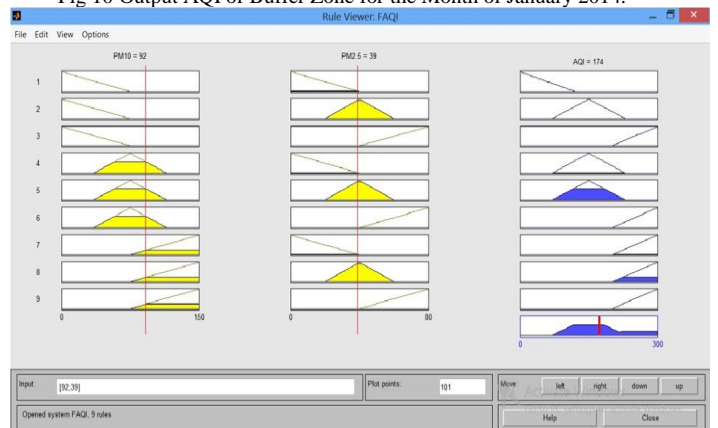 Fig 10 Output AQI of Buffer Zone for the Month of January 2014.
Rule Viewer: FAQI
File Edit View Options
PM10 = 92
PM2.5 = 39
AQI = 174
1
2
3
4
5
6
7
8
9
0 150
0 80
0 300
Input: [92;39]
Plot points: 101
Move: left right down up
Activate Windows
Opened system FAQI, 9 rules
Help Close